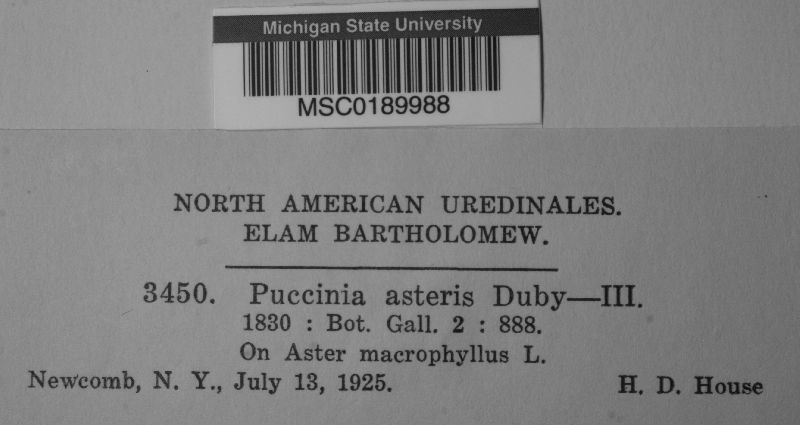 Michigan State University
MSC0189988
NORTH AMERICAN UREDINALES.
ELAM BARTHOLOMEW.
3450. Puccinia asteris Duby—III.
1830 : Bot. Gall. 2 : 888.
On Aster macrophyllus L.
Newcomb, N. Y., July 13, 1925. H. D. House